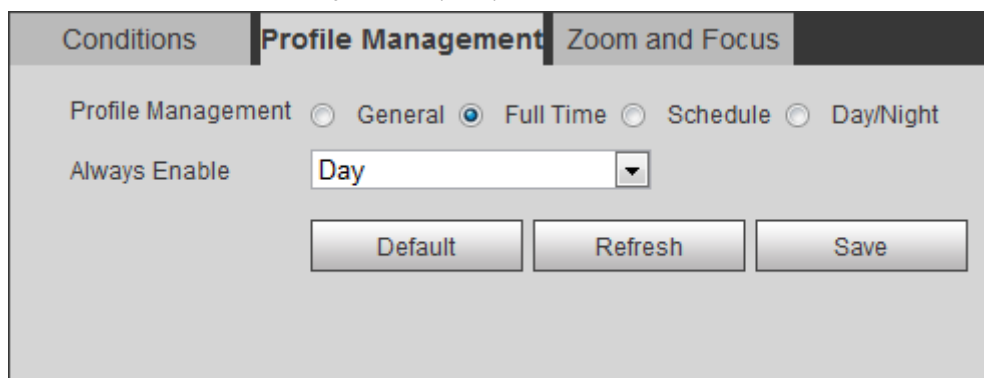 Conditions Profile Management Zoom and Focus
Profile Management General Full Time Schedule Day/Night
Always Enable Day
Default Refresh Save